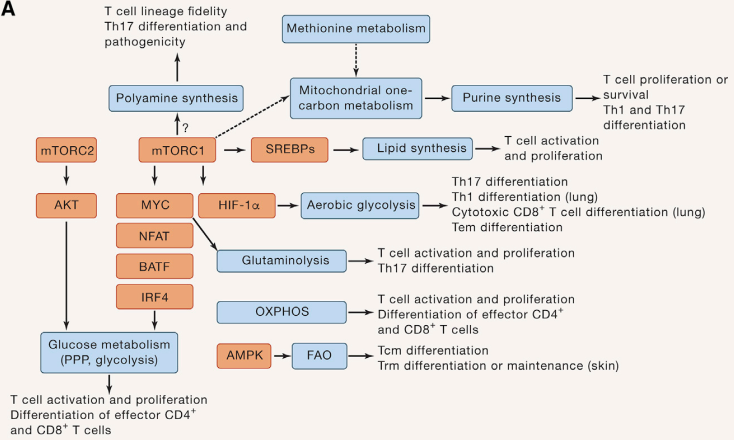 A
T cell lineage fidelity
Th17 differentiation and
pathogenicity
Methionine metabolism
Polyamine synthesis
Mitochondrial one-
carbon metabolism
Purine synthesis
T cell proliferation or
survival
Th1 and Th17
differentiation
?
mTORC2
mTORC1
SREBPs
Lipid synthesis
T cell activation
and proliferation
AKT
MYC
HIF-1α
Aerobic glycolysis
Th17 differentiation
Th1 differentiation (lung)
Cytotoxic CD8⁺ T cell differentiation (lung)
Tem differentiation
NFAT
BATF
IRF4
Glutaminolysis
T cell activation and proliferation
Th17 differentiation
OXPHOS
T cell activation and proliferation
Differentiation of effector CD4⁺
and CD8⁺ T cells
Glucose metabolism
(PPP, glycolysis)
AMPK
FAO
Tcm differentiation
Trm differentiation or maintenance (skin)
T cell activation and proliferation
Differentiation of effector CD4⁺
and CD8⁺ T cells